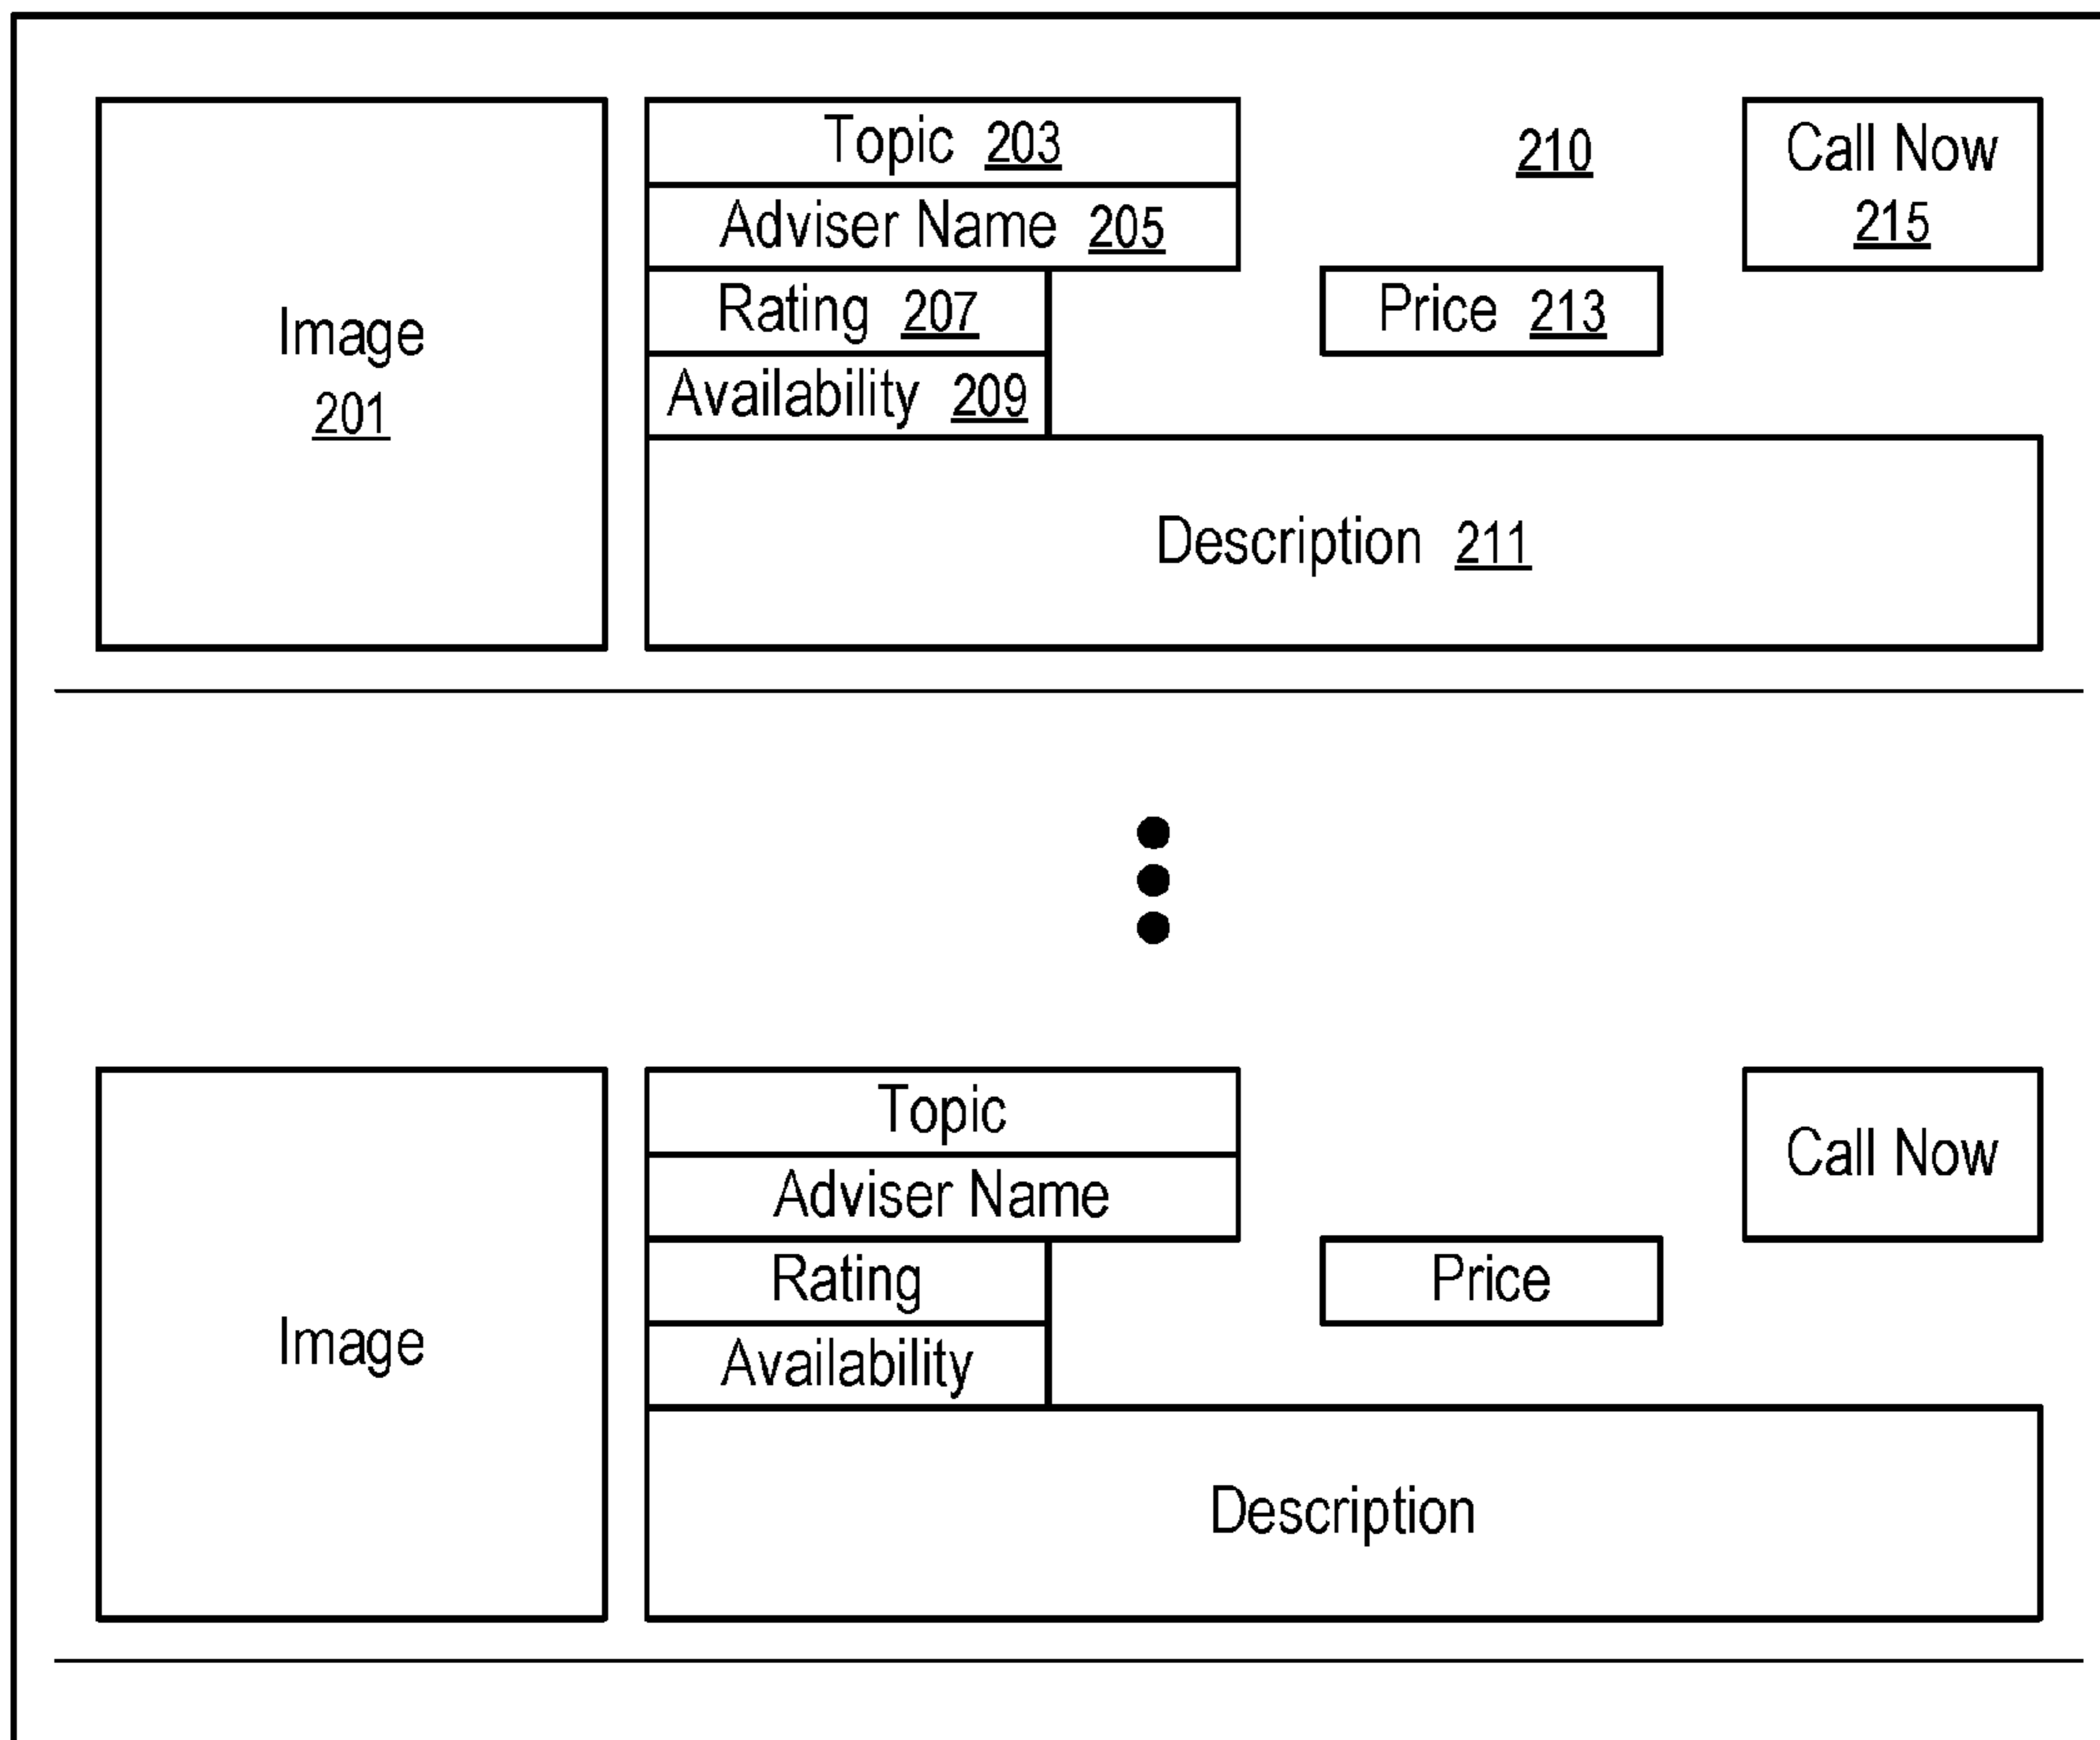 Image
201
Topic 203
Adviser Name 205
Rating 207
Availability 209
210
Price 213
Call Now
215
Description 211
Image
Topic
Adviser Name
Rating
Availability
Price
Call Now
Description